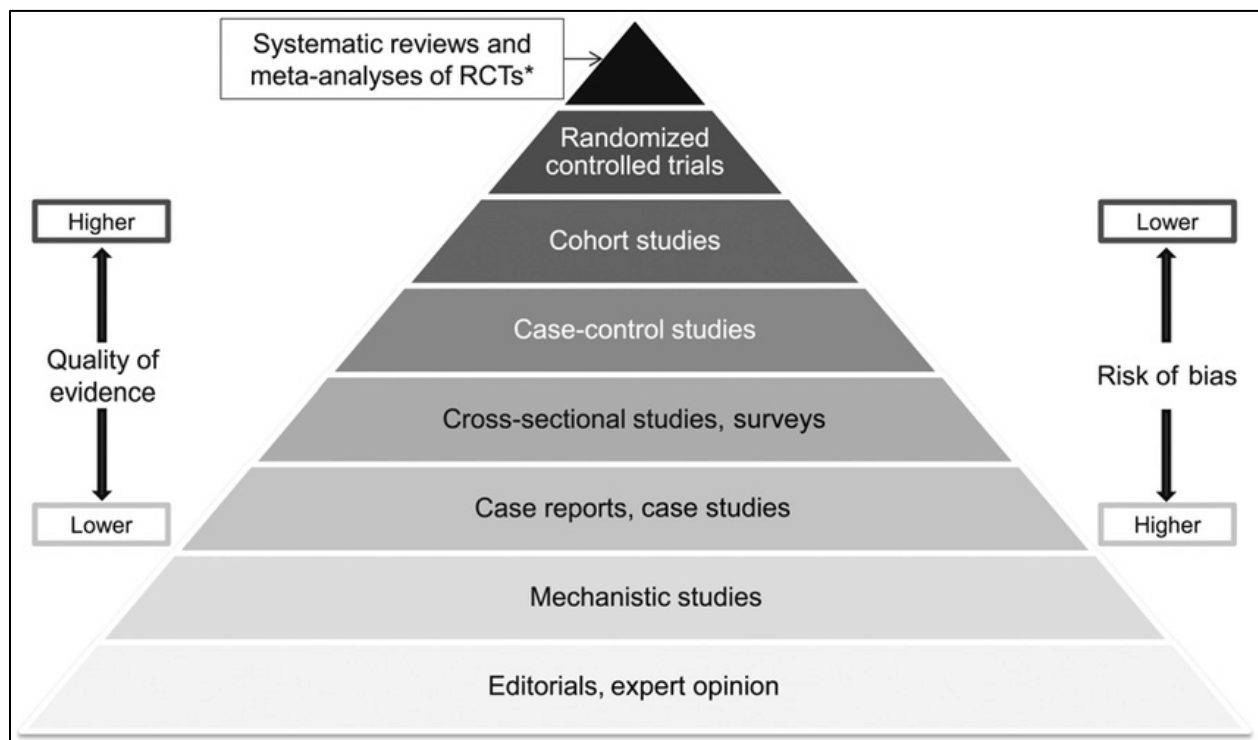 Systematic reviews and
meta-analyses of RCTs*
Randomized
controlled trials
Higher
Lower
Cohort studies
Case-control studies
Quality of
evidence
Risk of bias
Cross-sectional studies, surveys
Lower
Higher
Case reports, case studies
Mechanistic studies
Editorials, expert opinion